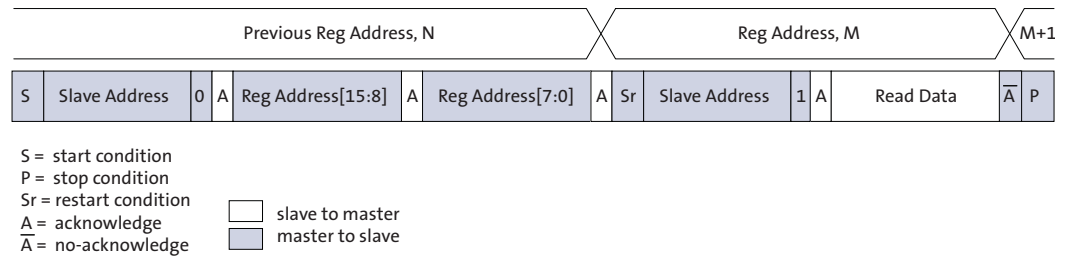 Previous Reg Address, N Reg Address, M M+1
S Slave Address 0 A Reg Address[15:8] A Reg Address[7:0] A Sr Slave Address 1 A Read Data A̅ P
S = start condition
P = stop condition
Sr = restart condition
A = acknowledge
A̅ = no-acknowledge
slave to master
master to slave